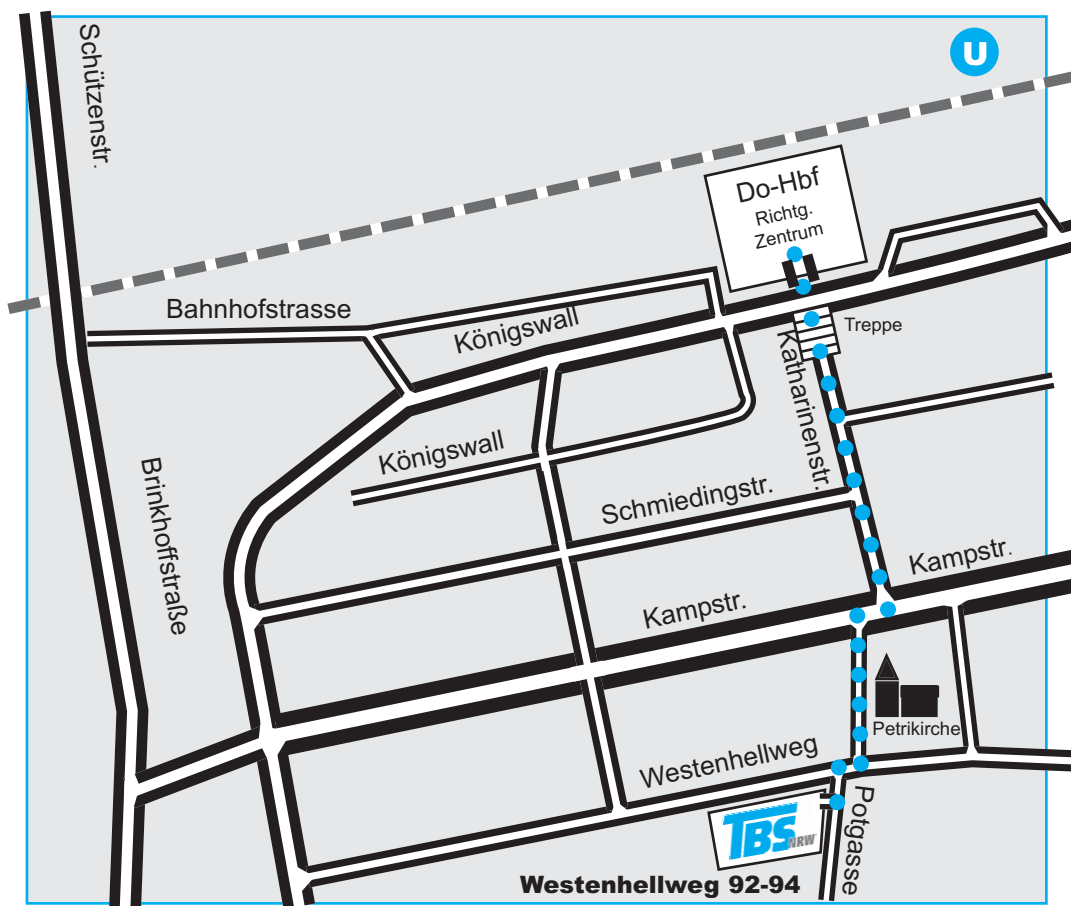 Schützenstr.
U
Do-Hbf
Richtg.
Zentrum
Bahnhofstrasse
Königswall
Treppe
Katharinenstr.
Königswall
Brinkhoffstraße
Schmiedingstr.
Kampstr.
Kampstr.
Petrikirche
Westenhellweg
TBS NRW
Potgasse
Westenhellweg 92-94